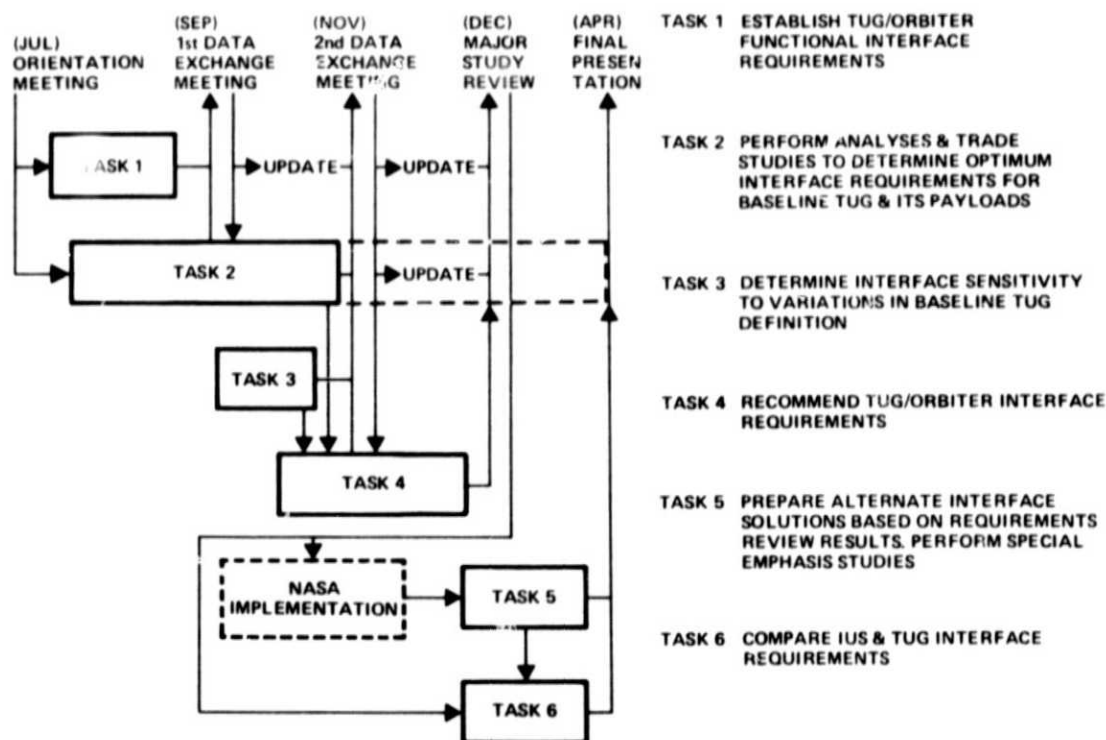 (JUL)
ORIENTATION
MEETING
(SEP)
1st DATA
EXCHANGE
MEETING
(NOV)
2nd DATA
EXCHANGE
MEETING
(DEC)
MAJOR
STUDY
REVIEW
(APR)
FINAL
PRESEN
TATION
TASK 1
UPDATE
UPDATE
TASK 2
UPDATE
TASK 3
TASK 4
NASA
IMPLEMENTATION
TASK 5
TASK 6
TASK 1 ESTABLISH TUG/ORBITER
FUNCTIONAL INTERFACE
REQUIREMENTS
TASK 2 PERFORM ANALYSES & TRADE
STUDIES TO DETERMINE OPTIMUM
INTERFACE REQUIREMENTS FOR
BASELINE TUG & ITS PAYLOADS
TASK 3 DETERMINE INTERFACE SENSITIVITY
TO VARIATIONS IN BASELINE TUG
DEFINITION
TASK 4 RECOMMEND TUG/ORBITER INTERFACE
REQUIREMENTS
TASK 5 PREPARE ALTERNATE INTERFACE
SOLUTIONS BASED ON REQUIREMENTS
REVIEW RESULTS. PERFORM SPECIAL
EMPHASIS STUDIES
TASK 6 COMPARE IUS & TUG INTERFACE
REQUIREMENTS